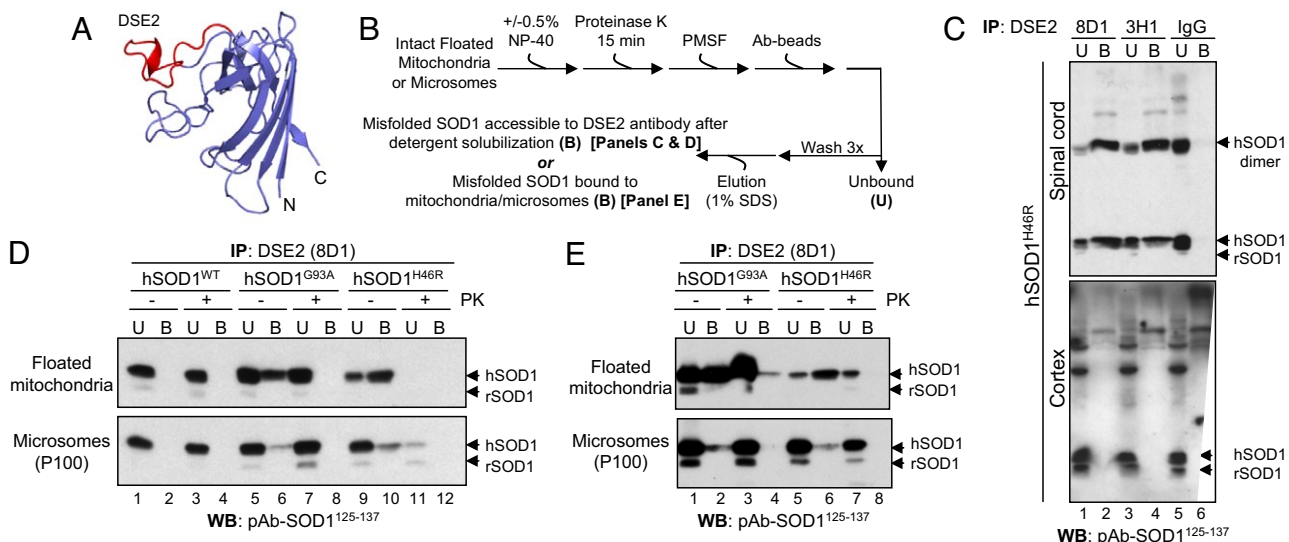 A
DSE2
C
N
B
Intact Floated
Mitochondria
or Microsomes
+/-0.5%
NP-40
Proteinase K
15 min
PMSF
Ab-beads
Misfolded SOD1 accessible to DSE2 antibody after
detergent solubilization (B) [Panels C & D]
or
Misfolded SOD1 bound to
mitochondria/microsomes (B) [Panel E]
Wash 3x
Elution
(1% SDS)
Unbound
(U)
C
IP: DSE2 8D1 3H1 IgG
U B U B U B
hSOD1H46R
Spinal cord
hSOD1
dimer
hSOD1
rSOD1
Cortex
hSOD1
rSOD1
1 2 3 4 5 6
WB: pAb-SOD1125-137
D
IP: DSE2 (8D1)
hSOD1WT hSOD1G93A hSOD1H46R
- + - + - + PK
U B U B U B U B U B U B
Floated
mitochondria
hSOD1
rSOD1
Microsomes
(P100)
hSOD1
rSOD1
1 2 3 4 5 6 7 8 9 10 11 12
WB: pAb-SOD1125-137
E
IP: DSE2 (8D1)
hSOD1G93A hSOD1H46R
- + - + PK
U B U B U B U B
Floated
mitochondria
hSOD1
rSOD1
Microsomes
(P100)
hSOD1
rSOD1
1 2 3 4 5 6 7 8
WB: pAb-SOD1125-137